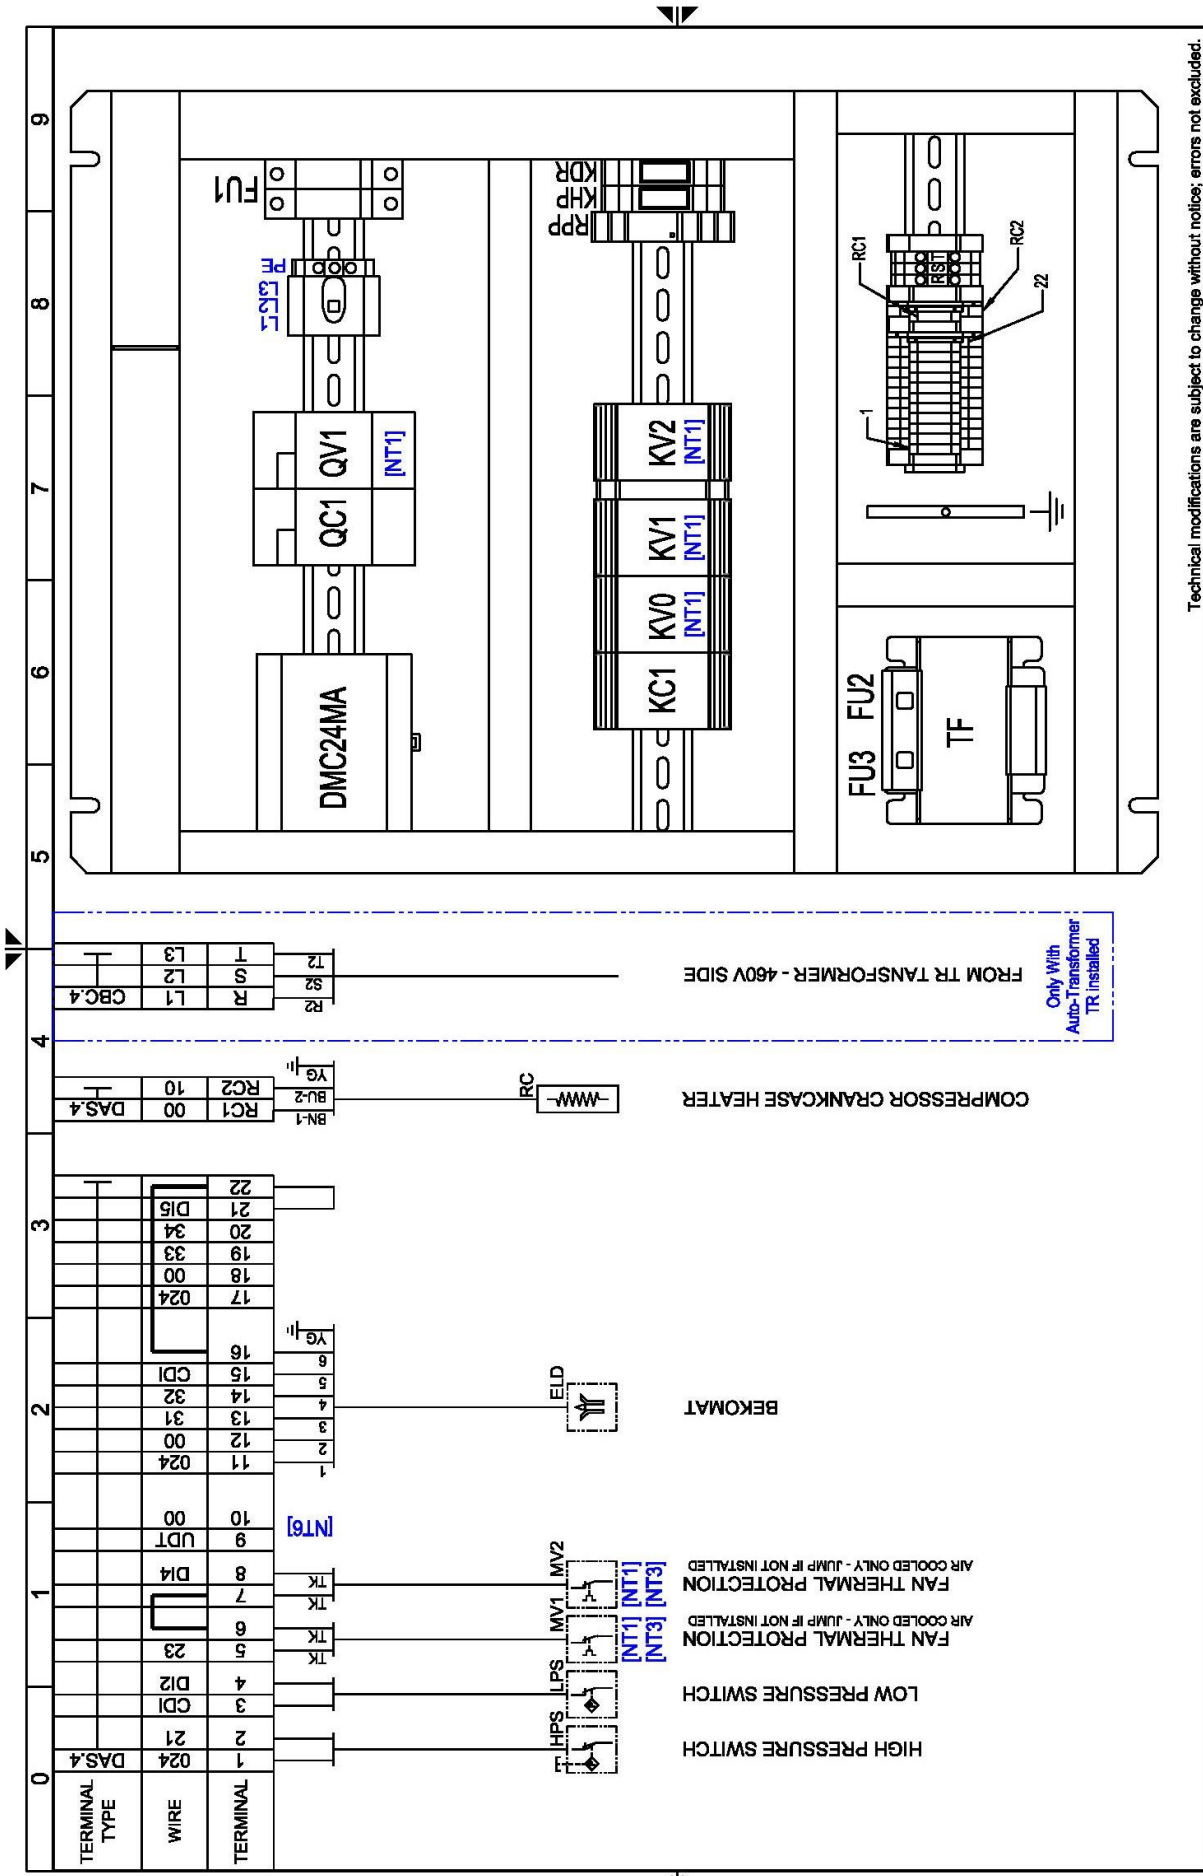 0 1 2 3 4 5 6 7 8 9
TERMINAL
TYPE
DAS.4
DAS.4
CBC.4
WIRE
024
21
CDI
DI2
23
DI4
UDT
00
024
00
31
32
CDI
024
00
33
34
DI5
00
10
L1
L2
L3
TERMINAL
1
2
3
4
5
6
7
8
9
10
11
12
13
14
15
16
17
18
19
20
21
22
RC1
RC2
R
S
T
TK
TK
TK
TK
[NT6]
1
2
3
4
5
6
YG
BN-1
BU-2
YG
R2
S2
T2
HPS
LPS
MV1
MV2
ELD
RC
[NT1]
[NT3]
[NT1]
[NT3]
HIGH PRESSURE SWITCH
LOW PRESSURE SWITCH
FAN THERMAL PROTECTION
AIR COOLED ONLY - JUMP IF NOT INSTALLED
FAN THERMAL PROTECTION
AIR COOLED ONLY - JUMP IF NOT INSTALLED
BEKOMAT
COMPRESSOR CRANKCASE HEATER
FROM TR TANSFORMER - 460V SIDE
Only With
Auto-Transformer
TR installed
DMC24MA
QC1
QV1
[NT1]
L1
L2
L3
PE
FU1
KC1
KV0
[NT1]
KV1
[NT1]
KV2
[NT1]
RPP
KHP
KDR
FU3
FU2
TF
1
RC1
RST
22
RC2
Technical modifications are subject to change without notice; errors not excluded.